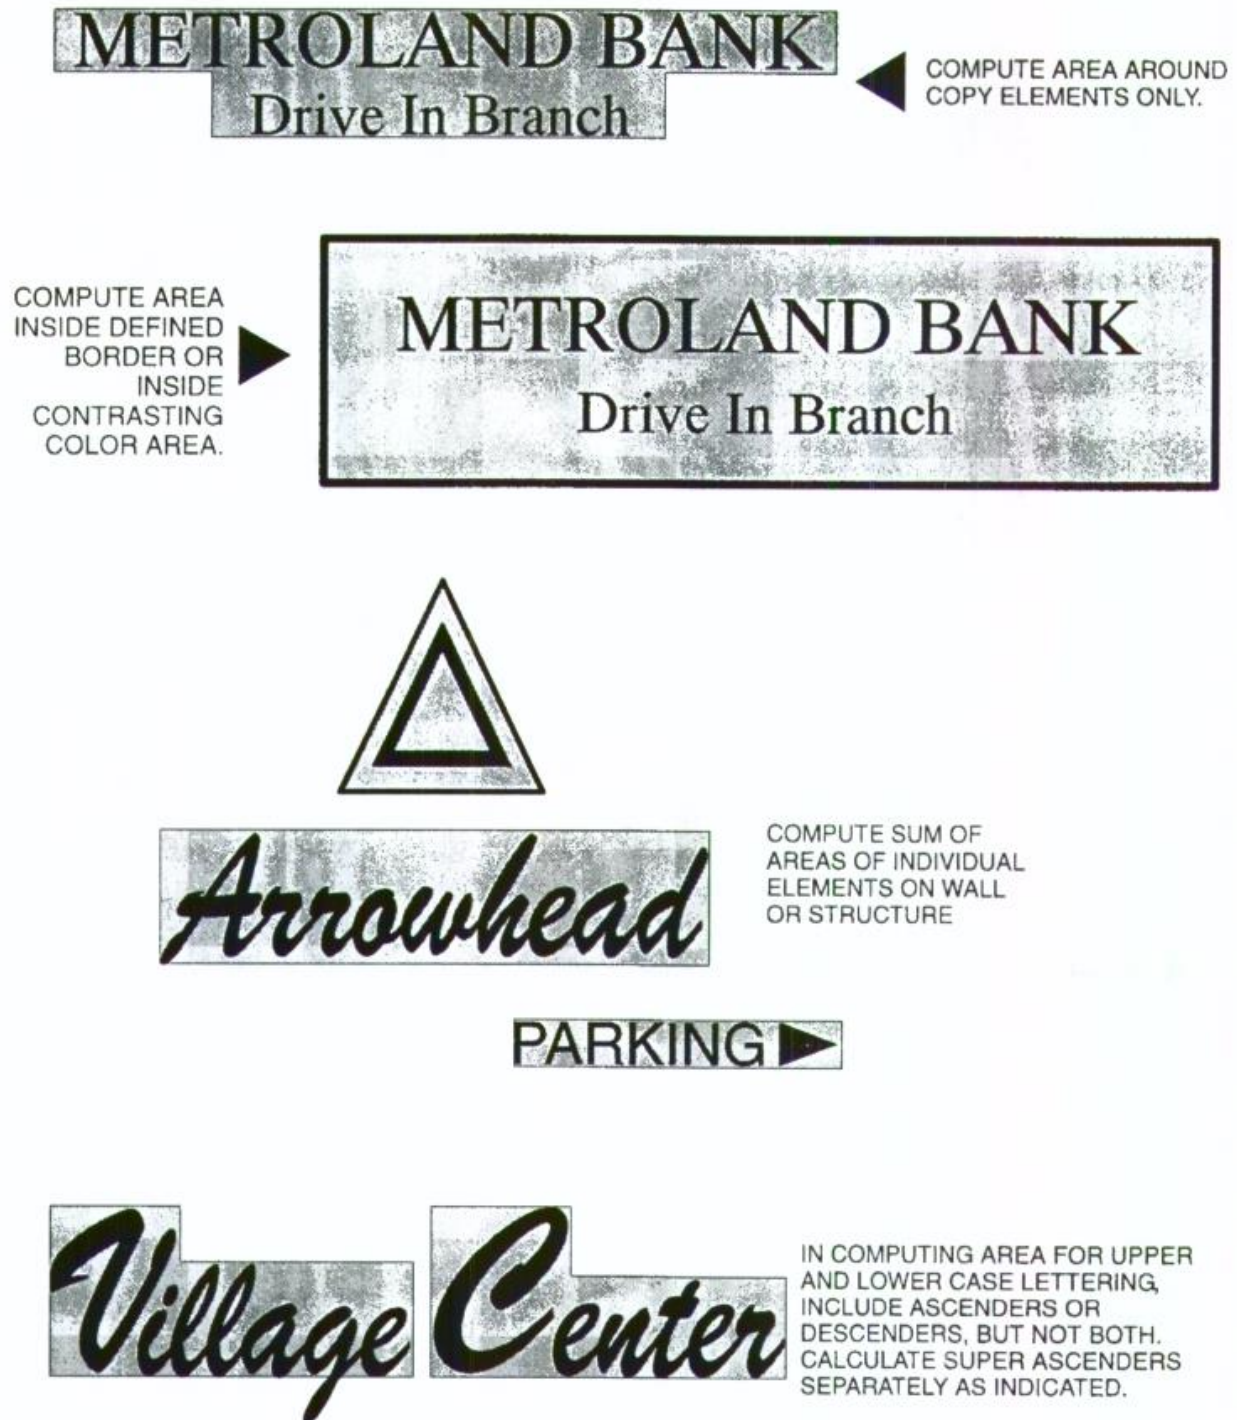 METROLAND BANK
Drive In Branch
COMPUTE AREA AROUND
COPY ELEMENTS ONLY.
COMPUTE AREA
INSIDE DEFINED
BORDER OR
INSIDE
CONTRASTING
COLOR AREA.
METROLAND BANK
Drive In Branch
Arrowhead
COMPUTE SUM OF
AREAS OF INDIVIDUAL
ELEMENTS ON WALL
OR STRUCTURE
PARKING
Village Center
IN COMPUTING AREA FOR UPPER
AND LOWER CASE LETTERING,
INCLUDE ASCENDERS OR
DESCENDERS, BUT NOT BOTH.
CALCULATE SUPER ASCENDERS
SEPARATELY AS INDICATED.